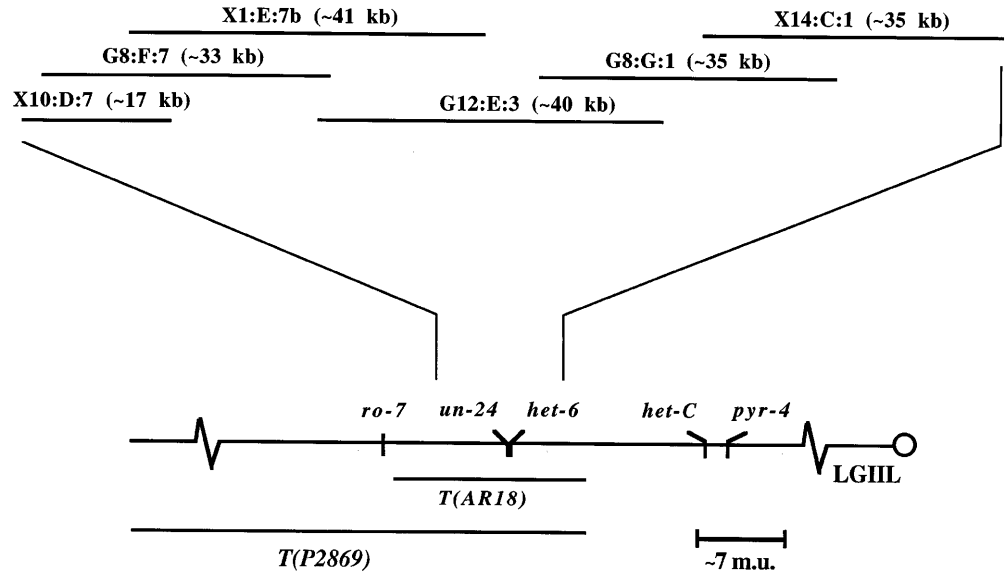 X1:E:7b (~41 kb)
X14:C:1 (~35 kb)
G8:F:7 (~33 kb)
G8:G:1 (~35 kb)
X10:D:7 (~17 kb)
G12:E:3 (~40 kb)
ro-7 un-24 het-6 het-C pyr-4
LGIIL
T(AR18)
T(P2869)
~7 m.u.